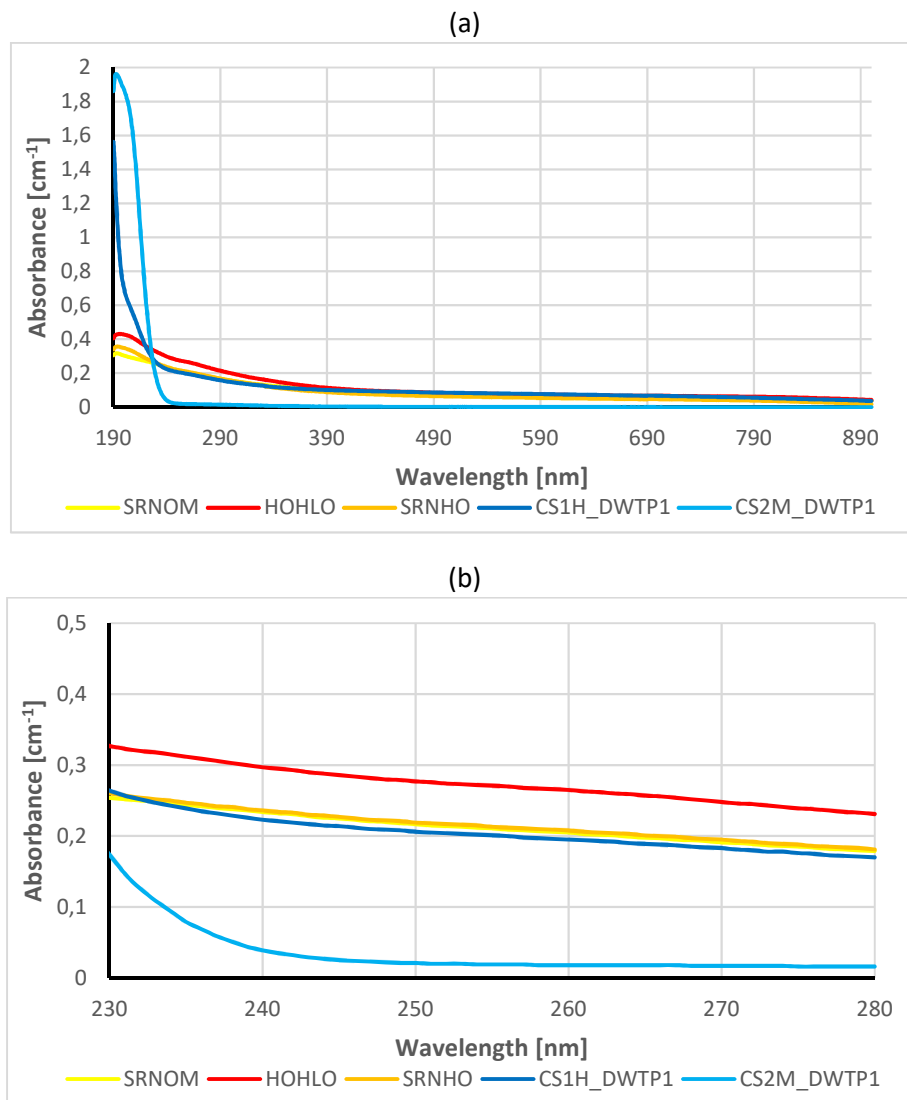 (a)
Absorbance [cm-1]
2
1,8
1,6
1,4
1,2
1
0,8
0,6
0,4
0,2
0
190 290 390 490 590 690 790 890
Wavelength [nm]
SRNOM HOHLO SRNHO CS1H_DWTP1 CS2M_DWTP1
(b)
Absorbance [cm-1]
0,5
0,4
0,3
0,2
0,1
0
230 240 250 260 270 280
Wavelength [nm]
SRNOM HOHLO SRNHO CS1H_DWTP1 CS2M_DWTP1